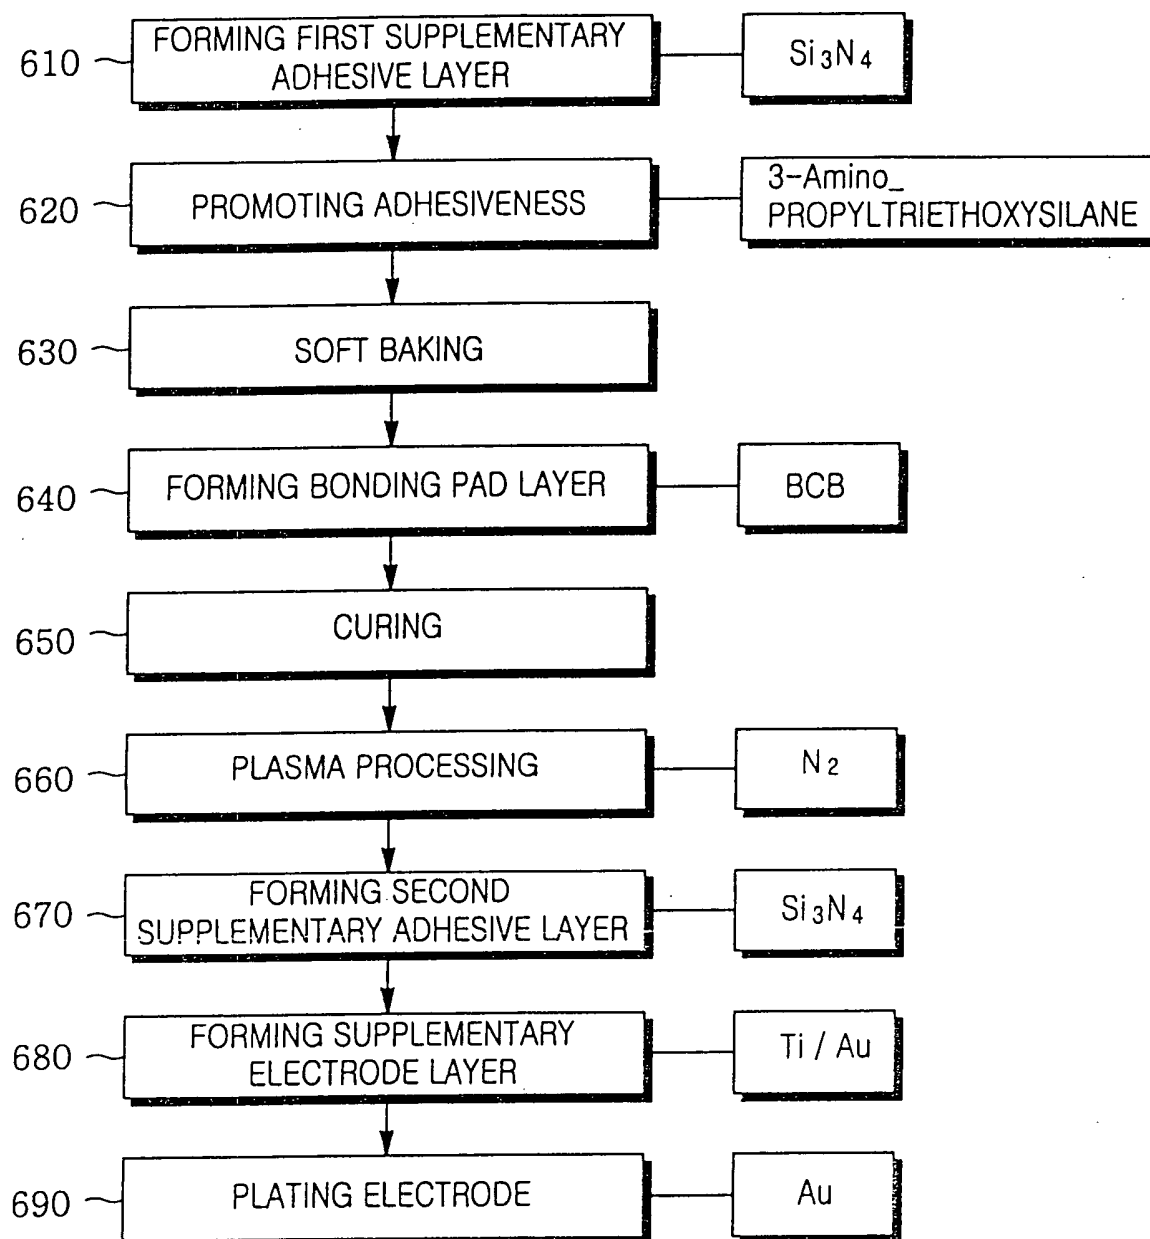 610
FORMING FIRST SUPPLEMENTARY
ADHESIVE LAYER
Si3N4
620
PROMOTING ADHESIVENESS
3-Amino_
PROPYLTRIETHOXYSILANE
630
SOFT BAKING
640
FORMING BONDING PAD LAYER
BCB
650
CURING
660
PLASMA PROCESSING
N2
670
FORMING SECOND
SUPPLEMENTARY ADHESIVE LAYER
Si3N4
680
FORMING SUPPLEMENTARY
ELECTRODE LAYER
Ti / Au
690
PLATING ELECTRODE
Au